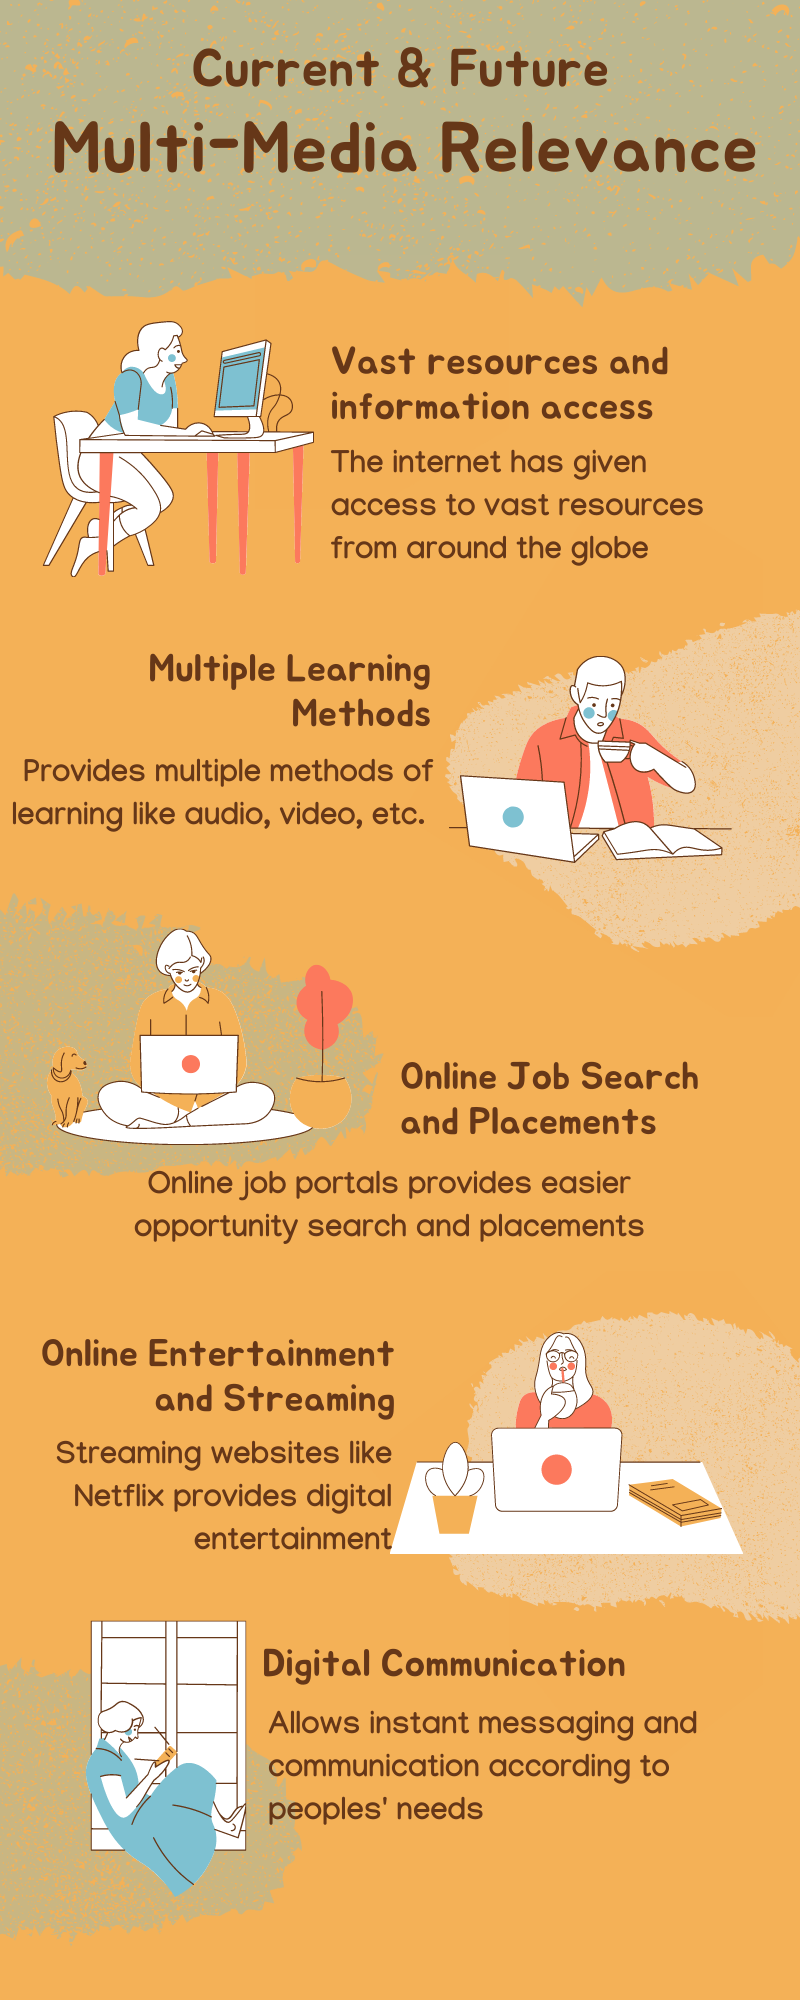 Current & Future
Multi-Media Relevance
Vast resources and
information access
The internet has given
access to vast resources
from around the globe
Multiple Learning
Methods
Provides multiple methods of
learning like audio, video, etc.
Online Job Search
and Placements
Online job portals provides easier
opportunity search and placements
Online Entertainment
and Streaming
Streaming websites like
Netflix provides digital
entertainment
Digital Communication
Allows instant messaging and
communication according to
peoples' needs